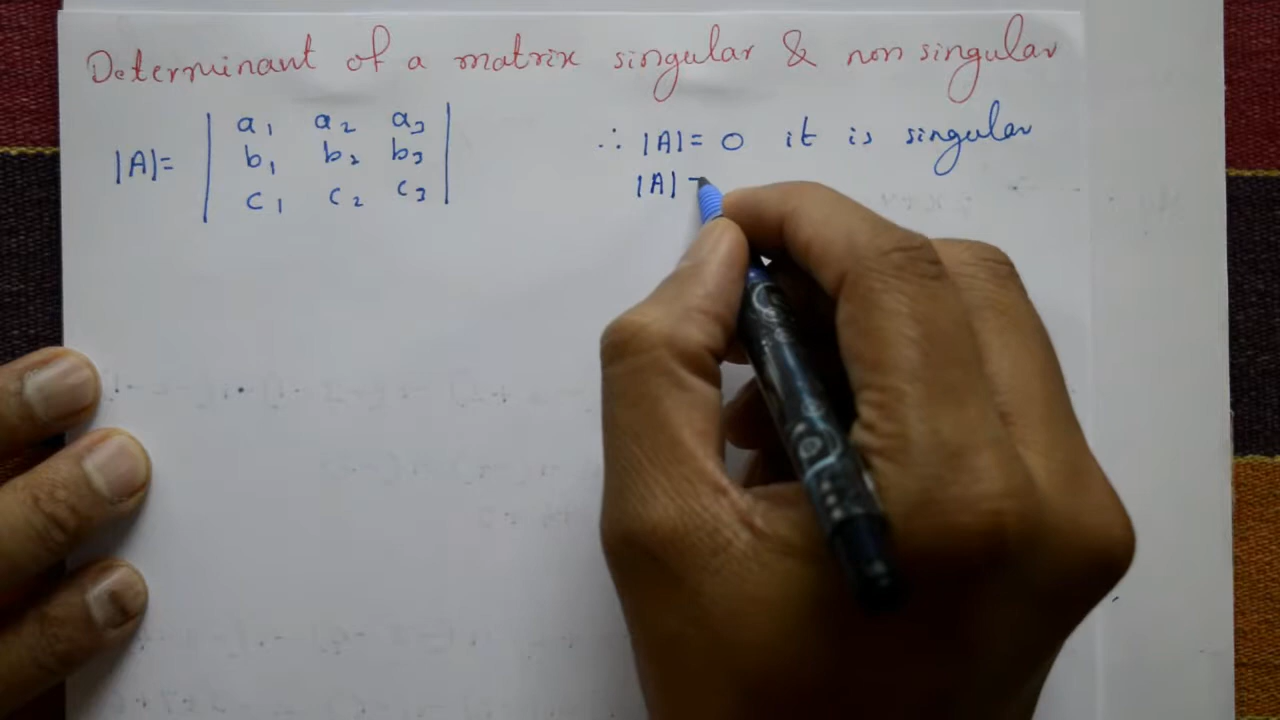 Determinant of a matrix singular & non singular
|A|= | a₁ a₂ a₃ |
| b₁ b₂ b₃ |
| c₁ c₂ c₃ |
∴ |A|= 0 it is singular
|A| -